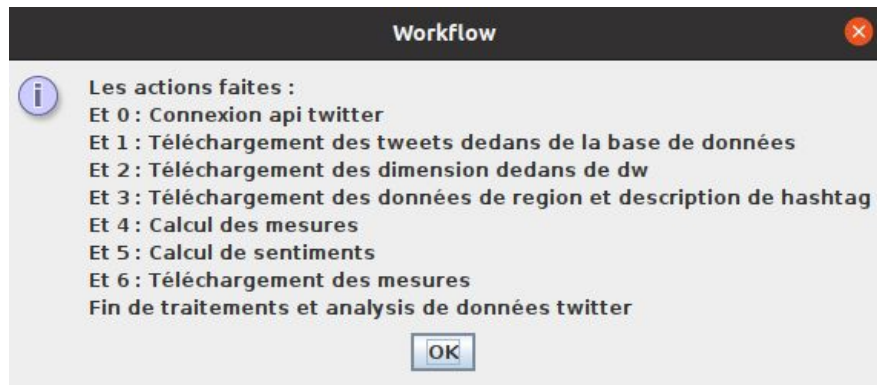 Workflow
Les actions faites :
Et 0 : Connexion api twitter
Et 1 : Téléchargement des tweets dedans de la base de données
Et 2 : Téléchargement des dimension dedans de dw
Et 3 : Téléchargement des données de region et description de hashtag
Et 4 : Calcul des mesures
Et 5 : Calcul de sentiments
Et 6 : Téléchargement des mesures
Fin de traitements et analysis de données twitter
OK